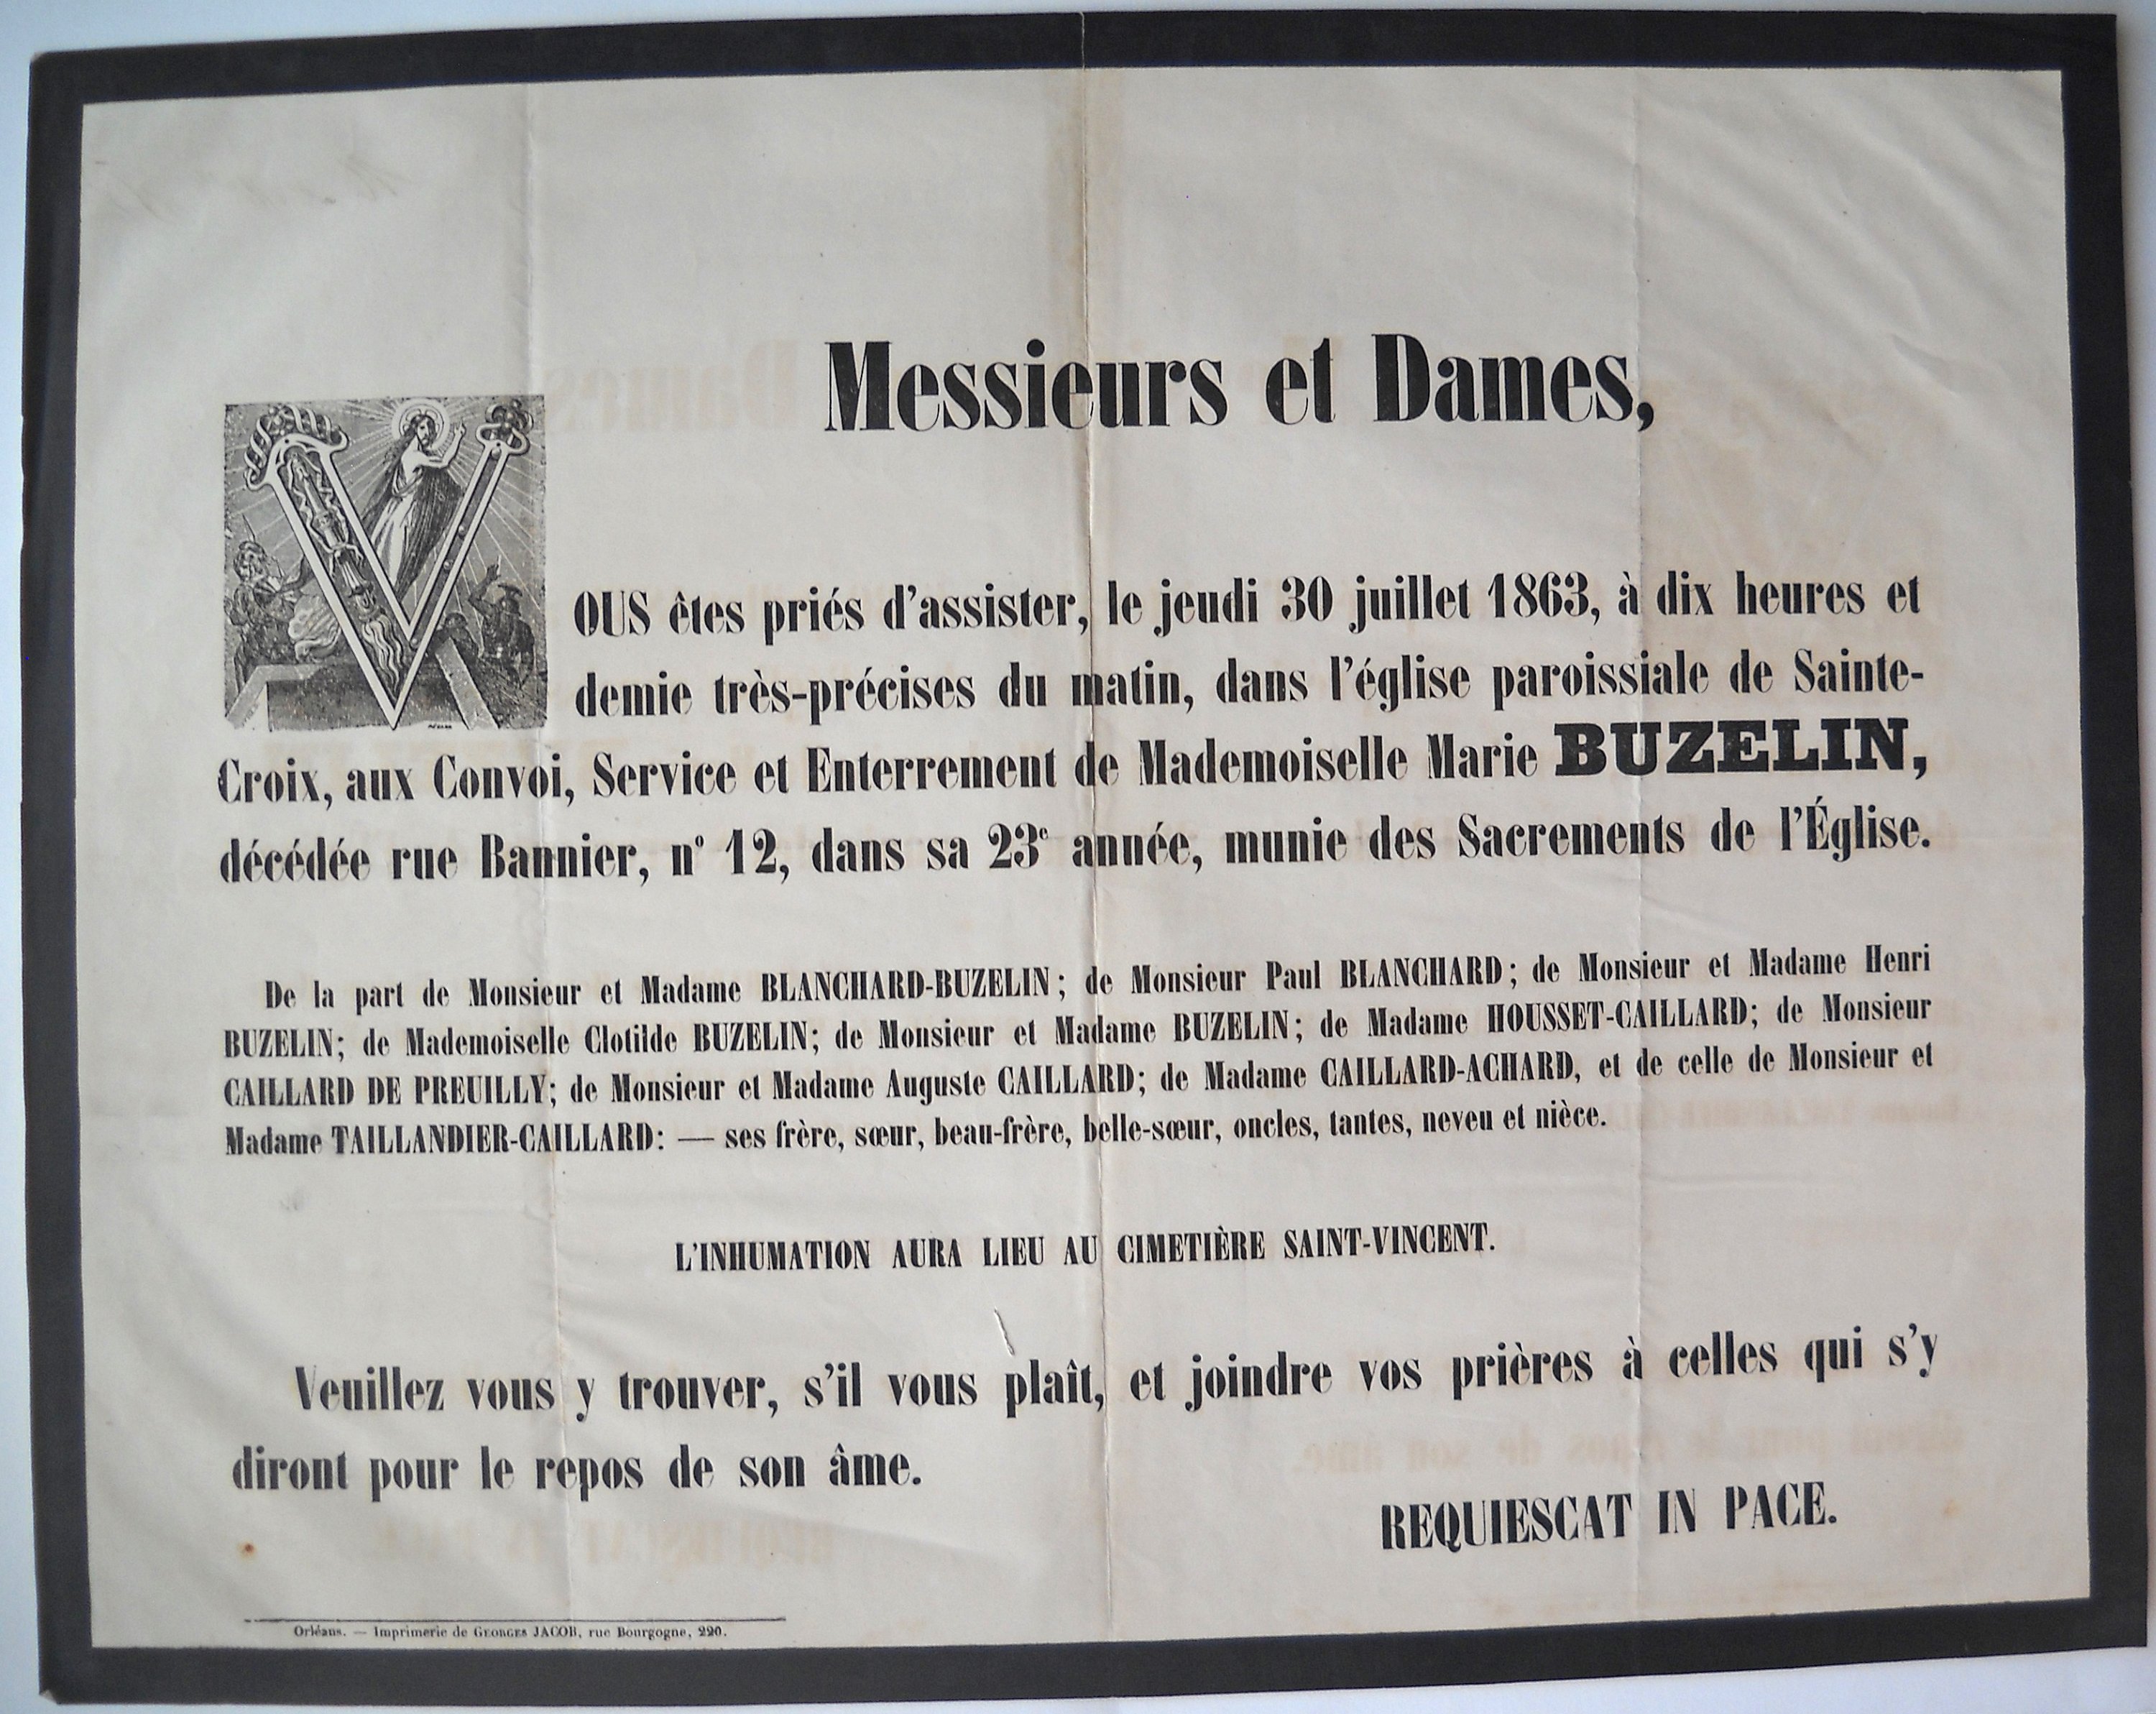 Messieurs et Dames,
VOUS êtes priés d'assister, le jeudi 30 juillet 1863, à dix heures et
demie très-précises du matin, dans l'église paroissiale de Sainte-
Croix, aux Convoi, Service et Enterrement de Mademoiselle Marie BUZELIN,
décédée rue Bannier, n° 12, dans sa 23e année, munie des Sacrements de l'Église.
De la part de Monsieur et Madame BLANCHARD-BUZELIN; de Monsieur Paul BLANCHARD; de Monsieur et Madame Henri
BUZELIN; de Mademoiselle Clotilde BUZELIN; de Monsieur et Madame BUZELIN; de Madame HOUSSET-CAILLARD; de Monsieur
CAILLARD DE PREUILLY; de Monsieur et Madame Auguste CAILLARD; de Madame CAILLARD-ACHARD, et de celle de Monsieur et
Madame TAILLANDIER-CAILLARD: — ses frère, sœur, beau-frère, belle-sœur, oncles, tantes, neveu et nièce.
L'INHUMATION AURA LIEU AU CIMETIÈRE SAINT-VINCENT.
Veuillez vous y trouver, s'il vous plaît, et joindre vos prières à celles qui s'y
diront pour le repos de son âme.
REQUIESCAT IN PACE.
Orléans. — Imprimerie de GEORGES JACOB, rue Bourgogne, 220.